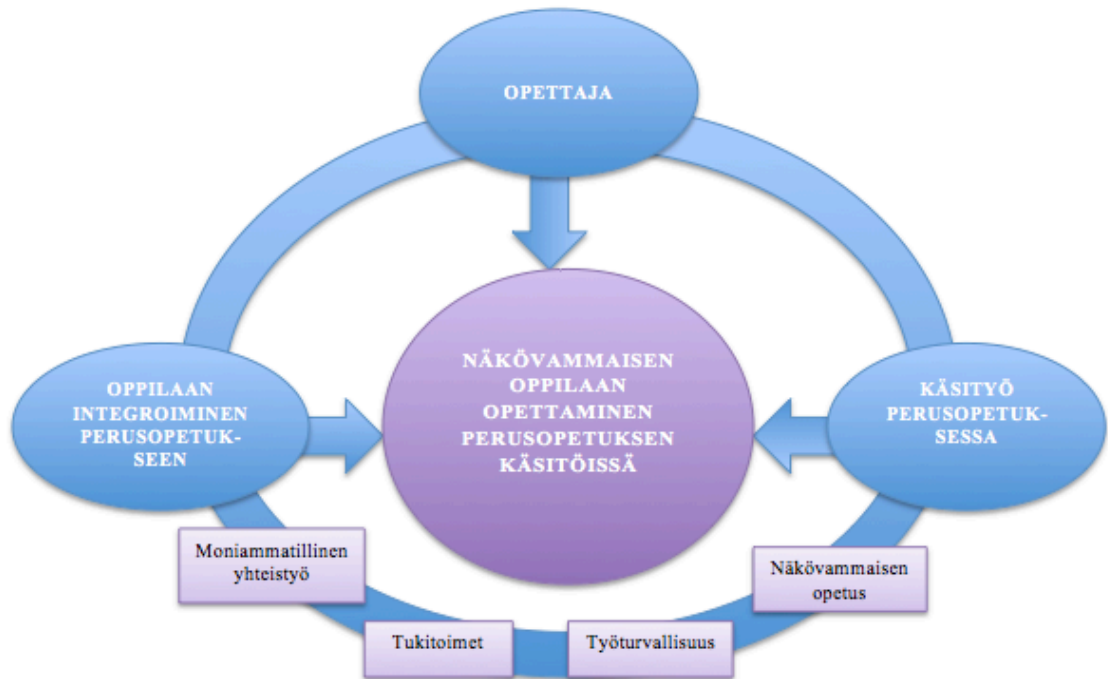 OPETTAJA
NÄKÖVAMMAISEN
OPPILAAN
OPETTAMINEN
PERUSOPETUKSEN
KÄSITÖISSÄ
OPPILAAN
INTEGROIMINEN
PERUSOPETUK-
SEEN
KÄSITYÖ
PERUSOPETUK-
SESSA
Moniammatillinen
yhteistyö
Näkövammaisen
opetus
Tukitoimet
Työturvallisuus